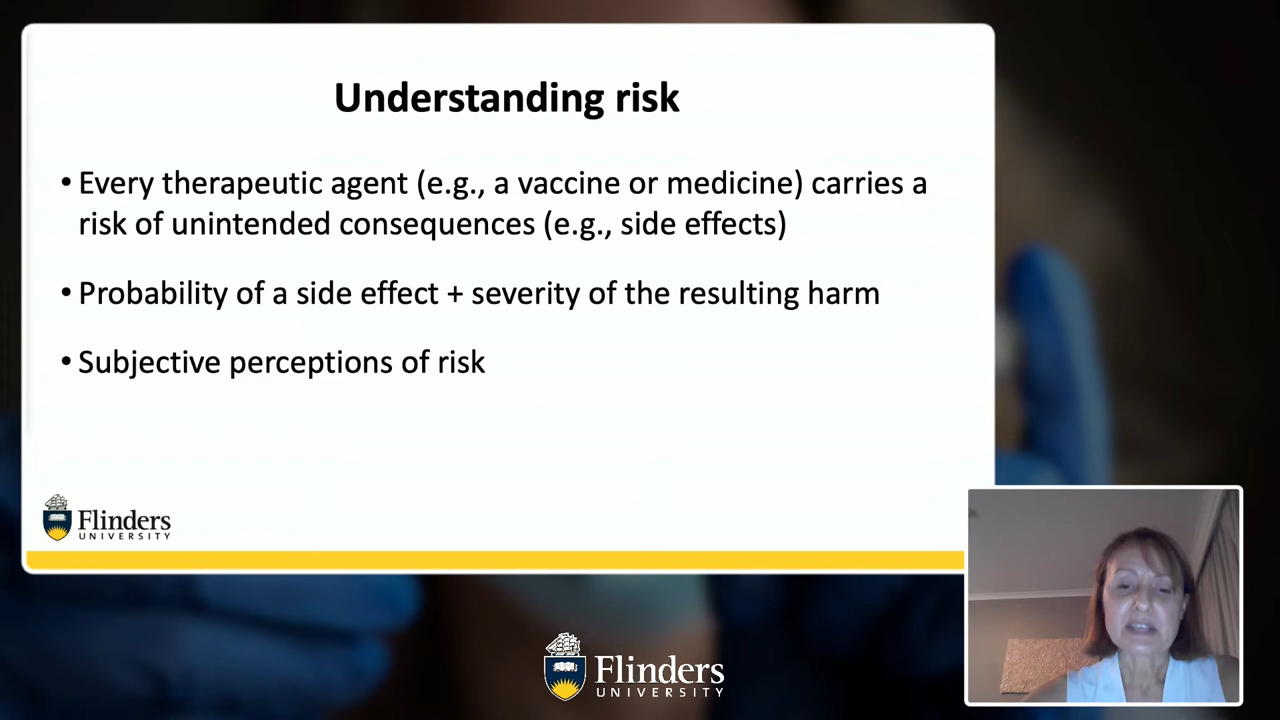 Understanding risk
• Every therapeutic agent (e.g., a vaccine or medicine) carries a
risk of unintended consequences (e.g., side effects)
• Probability of a side effect + severity of the resulting harm
• Subjective perceptions of risk
Flinders
UNIVERSITY
Flinders
UNIVERSITY